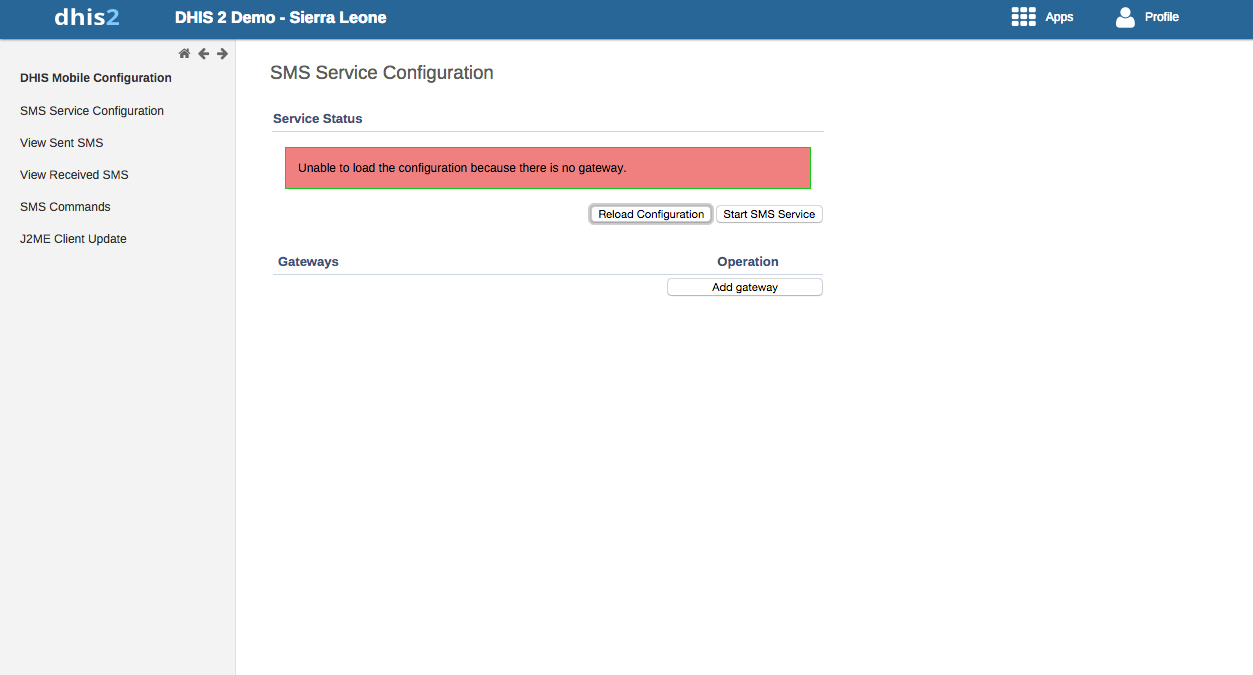 dhis2 DHIS 2 Demo - Sierra Leone Apps Profile
DHIS Mobile Configuration
SMS Service Configuration
View Sent SMS
View Received SMS
SMS Commands
J2ME Client Update
SMS Service Configuration
Service Status
Unable to load the configuration because there is no gateway.
Reload Configuration Start SMS Service
Gateways Operation
Add gateway